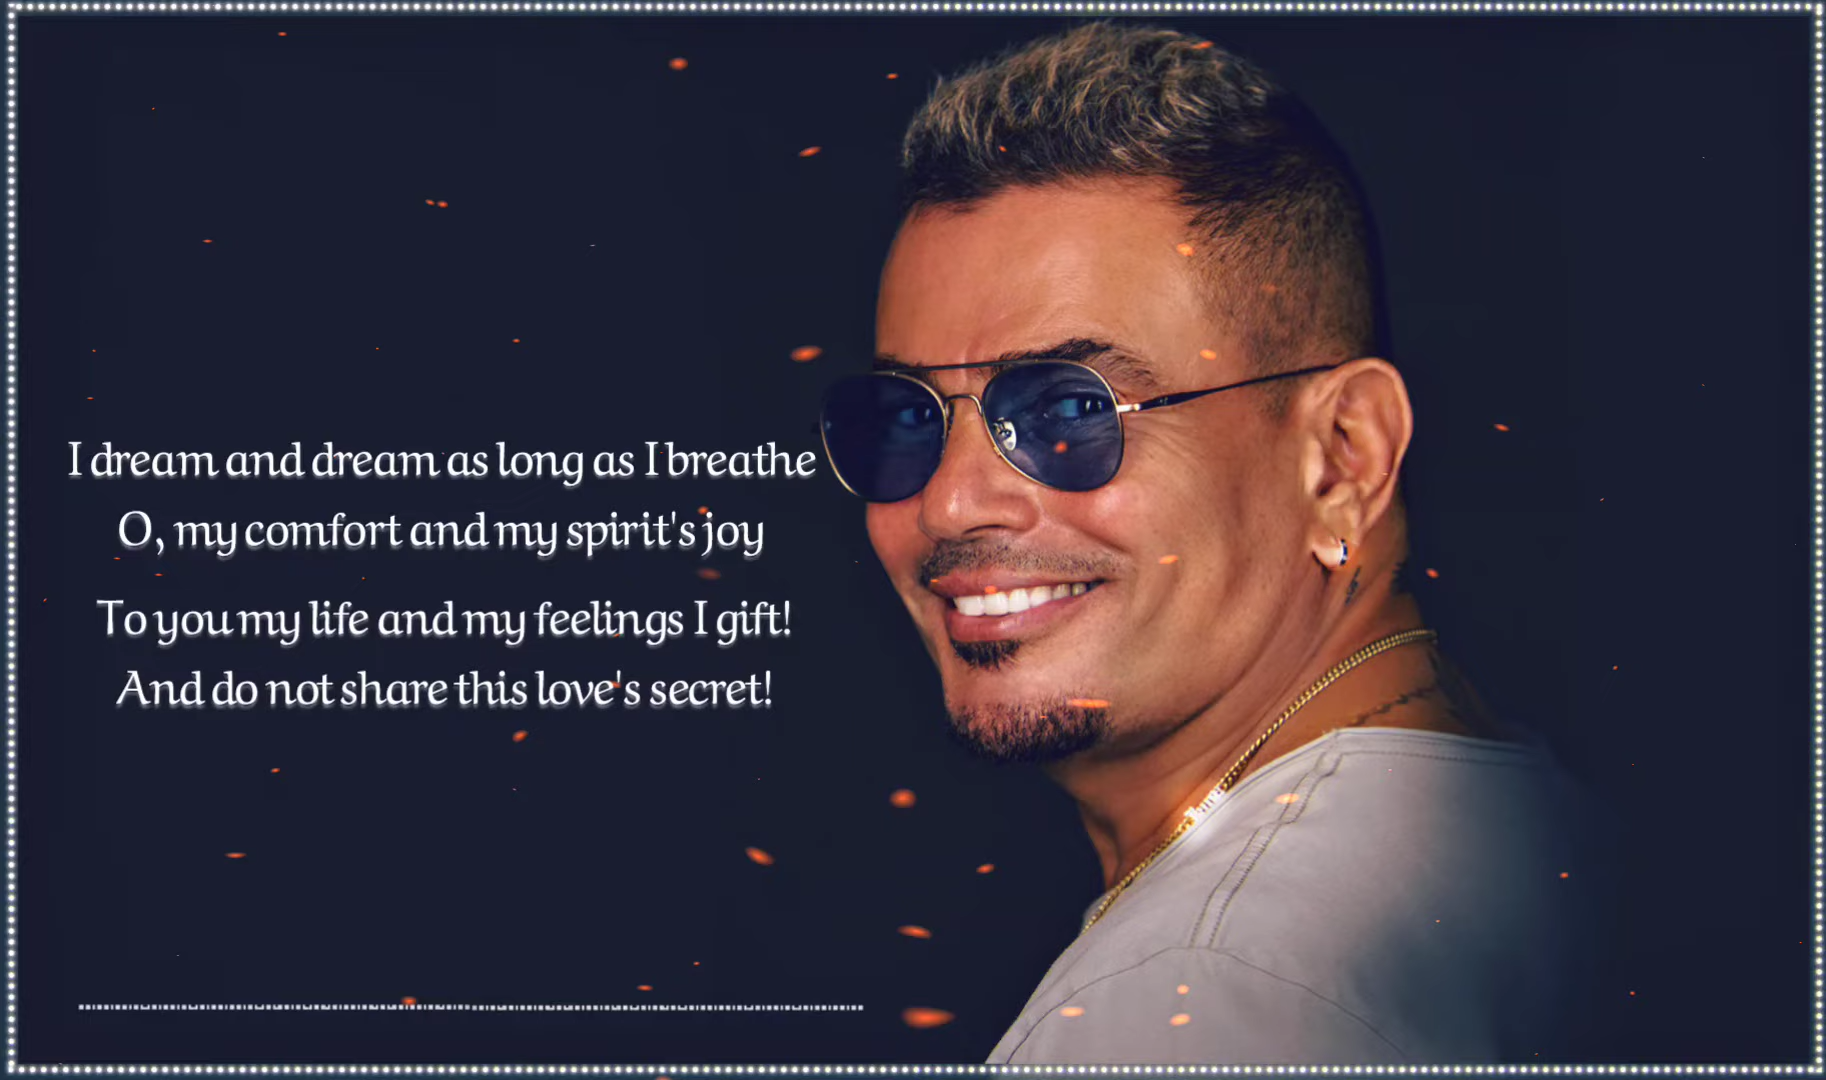 I dream and dream as long as I breathe
O, my comfort and my spirit's joy
To you my life and my feelings I gift!
And do not share this love's secret!